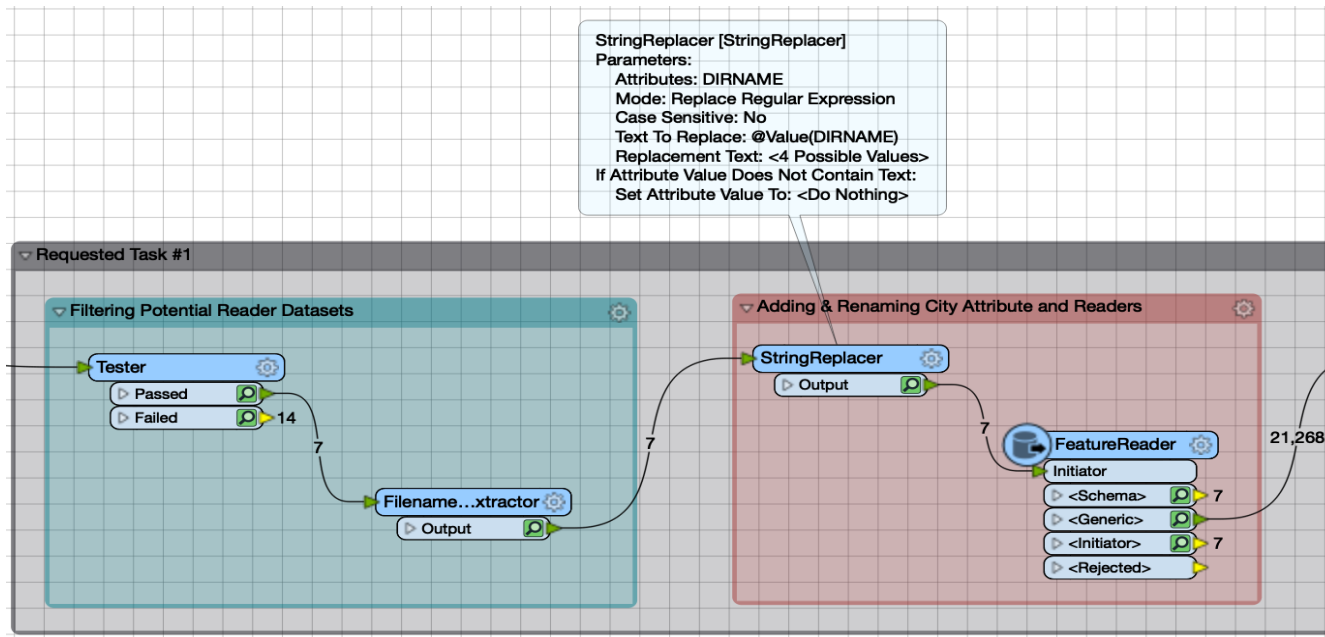 StringReplacer [StringReplacer]
Parameters:
Attributes: DIRNAME
Mode: Replace Regular Expression
Case Sensitive: No
Text To Replace: @Value(DIRNAME)
Replacement Text: <4 Possible Values>
If Attribute Value Does Not Contain Text:
Set Attribute Value To: <Do Nothing>
Requested Task #1
Filtering Potential Reader Datasets
Tester
Passed
Failed
14
7
Filename...xtractor
Output
7
Adding & Renaming City Attribute and Readers
StringReplacer
Output
7
FeatureReader
Initiator
<Schema>
7
<Generic>
21,268
<Initiator>
7
<Rejected>